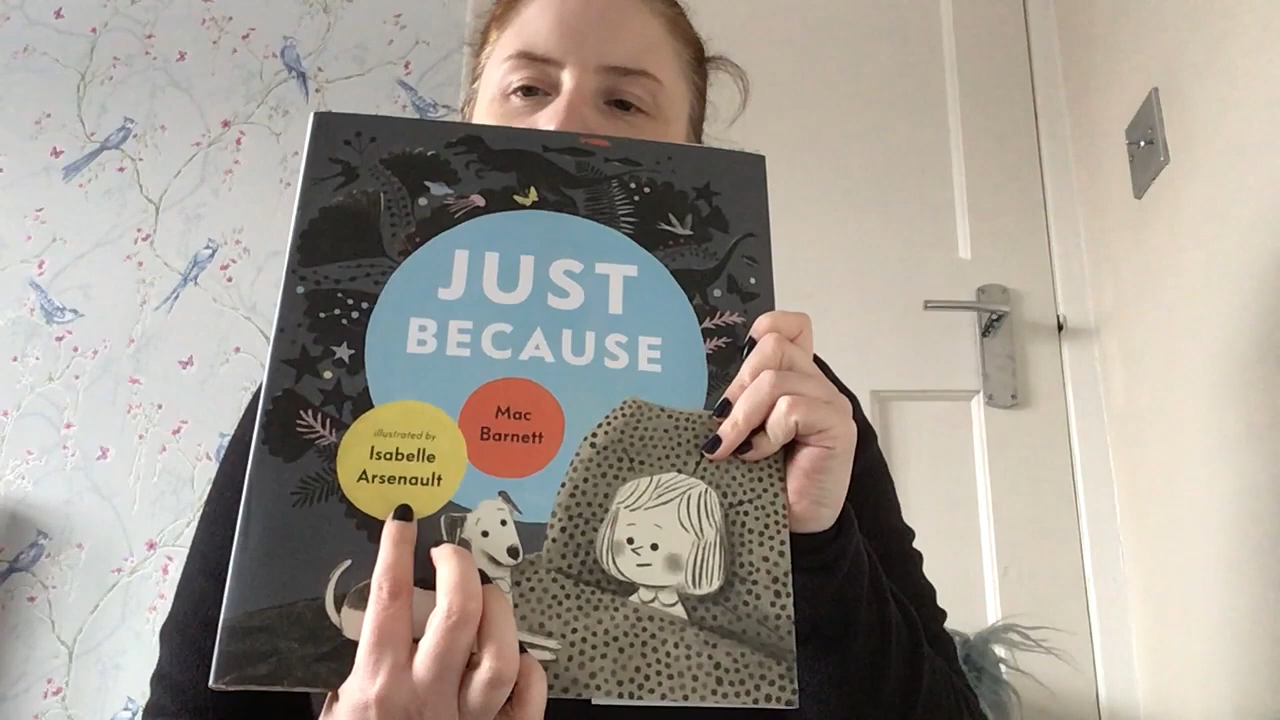 JUST
BECAUSE
Mac
Barnett
illustrated by
Isabelle
Arsenault